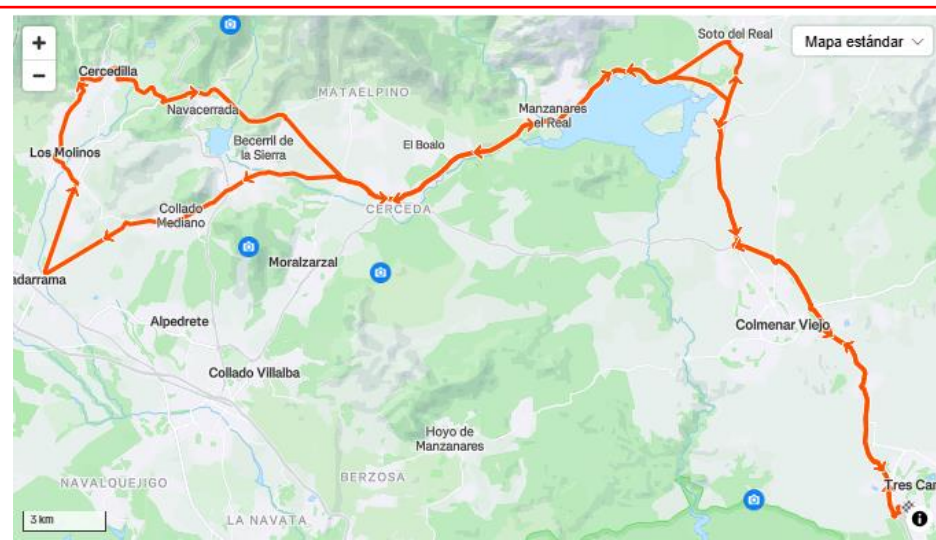 Soto del Real
Mapa estándar
+
−
Cercedilla
MATAELPINO
Navacerrada
Manzanares
el Real
Becerril de
la Sierra
El Boalo
Los Molinos
Collado
Mediano
CERCEDA
Moralzarzal
adarrama
Alpedrete
Colmenar Viejo
Collado Villalba
Hoyo de
Manzanares
BERZOSA
NAVALQUEJIGO
Tres Can
3 km
LA NAVATA